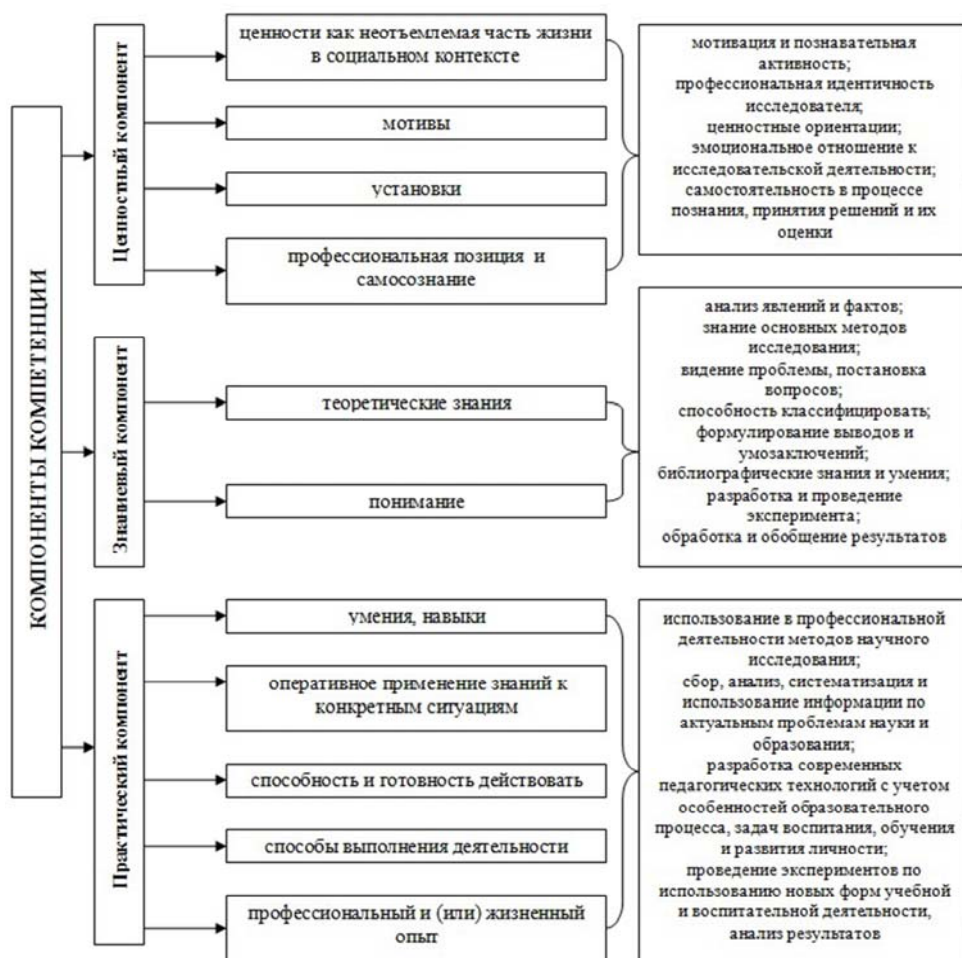 КОМПОНЕНТЫ КОМПЕТЕНЦИИ
Ценностный компонент
ценности как неотъемлемая часть жизни
в социальном контексте
мотивы
установки
профессиональная позиция и
самосознание
мотивация и познавательная
активность;
профессиональная идентичность
исследователя;
ценностные ориентации;
эмоциональное отношение к
исследовательской деятельности;
самостоятельность в процессе
познания, принятия решений и их
оценки
Знаниевый компонент
теоретические знания
понимание
анализ явлений и фактов;
знание основных методов
исследования;
видение проблемы, постановка
вопросов;
способность классифицировать;
формулирование выводов и
умозаключений;
библиографические знания и умения;
разработка и проведение
эксперимента;
обработка и обобщение результатов
Практический компонент
умения, навыки
оперативное применение знаний к
конкретным ситуациям
способность и готовность действовать
способы выполнения деятельности
профессиональный и (или) жизненный
опыт
использование в профессиональной
деятельности методов научного
исследования;
сбор, анализ, систематизация и
использование информации по
актуальным проблемам науки и
образования;
разработка современных
педагогических технологий с учетом
особенностей образовательного
процесса, задач воспитания, обучения
и развития личности;
проведение экспериментов по
использованию новых форм учебной
и воспитательной деятельности,
анализ результатов